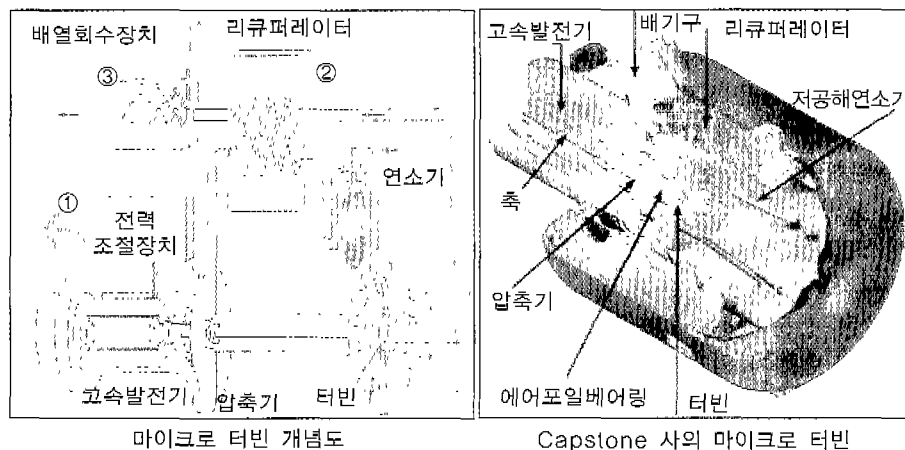 배열회수장치
리큐퍼레이터
②
③
연소기
①
전력
조절장치
고속발전기
압축기
터빈
마이크로 터빈 개념도
고속발전기
배기구
리큐퍼레이터
저공해연소기
축
압축기
에어포일베어링
터빈
Capstone 사의 마이크로 터빈